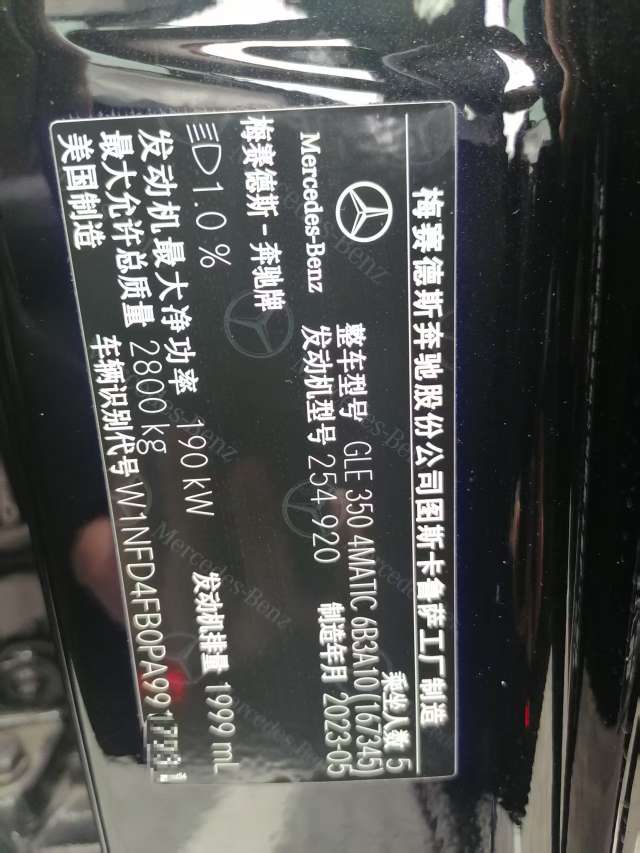 梅赛德斯奔驰股份公司图斯卡鲁萨工厂制造
乘坐人数 5
Mercedes-Benz
整车型号 GLE 350 4MATIC 6B3A10 (167345)
发动机型号 254 920
制造年月 2023-05
梅赛德斯-奔驰牌
1.0 %
发动机最大净功率 190 kW
发动机排量 1999 mL
最大允许总质量 2800 kg
美国制造
车辆识别代号 W1NFD4FB0PA991